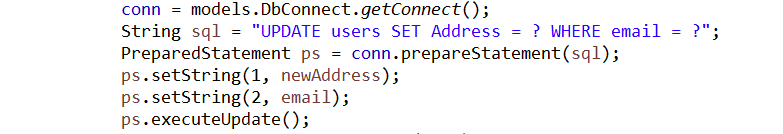 conn = models.DbConnect.getConnect();
String sql = "UPDATE users SET Address = ? WHERE email = ?";
PreparedStatement ps = conn.prepareStatement(sql);
ps.setString(1, newAddress);
ps.setString(2, email);
ps.executeUpdate();